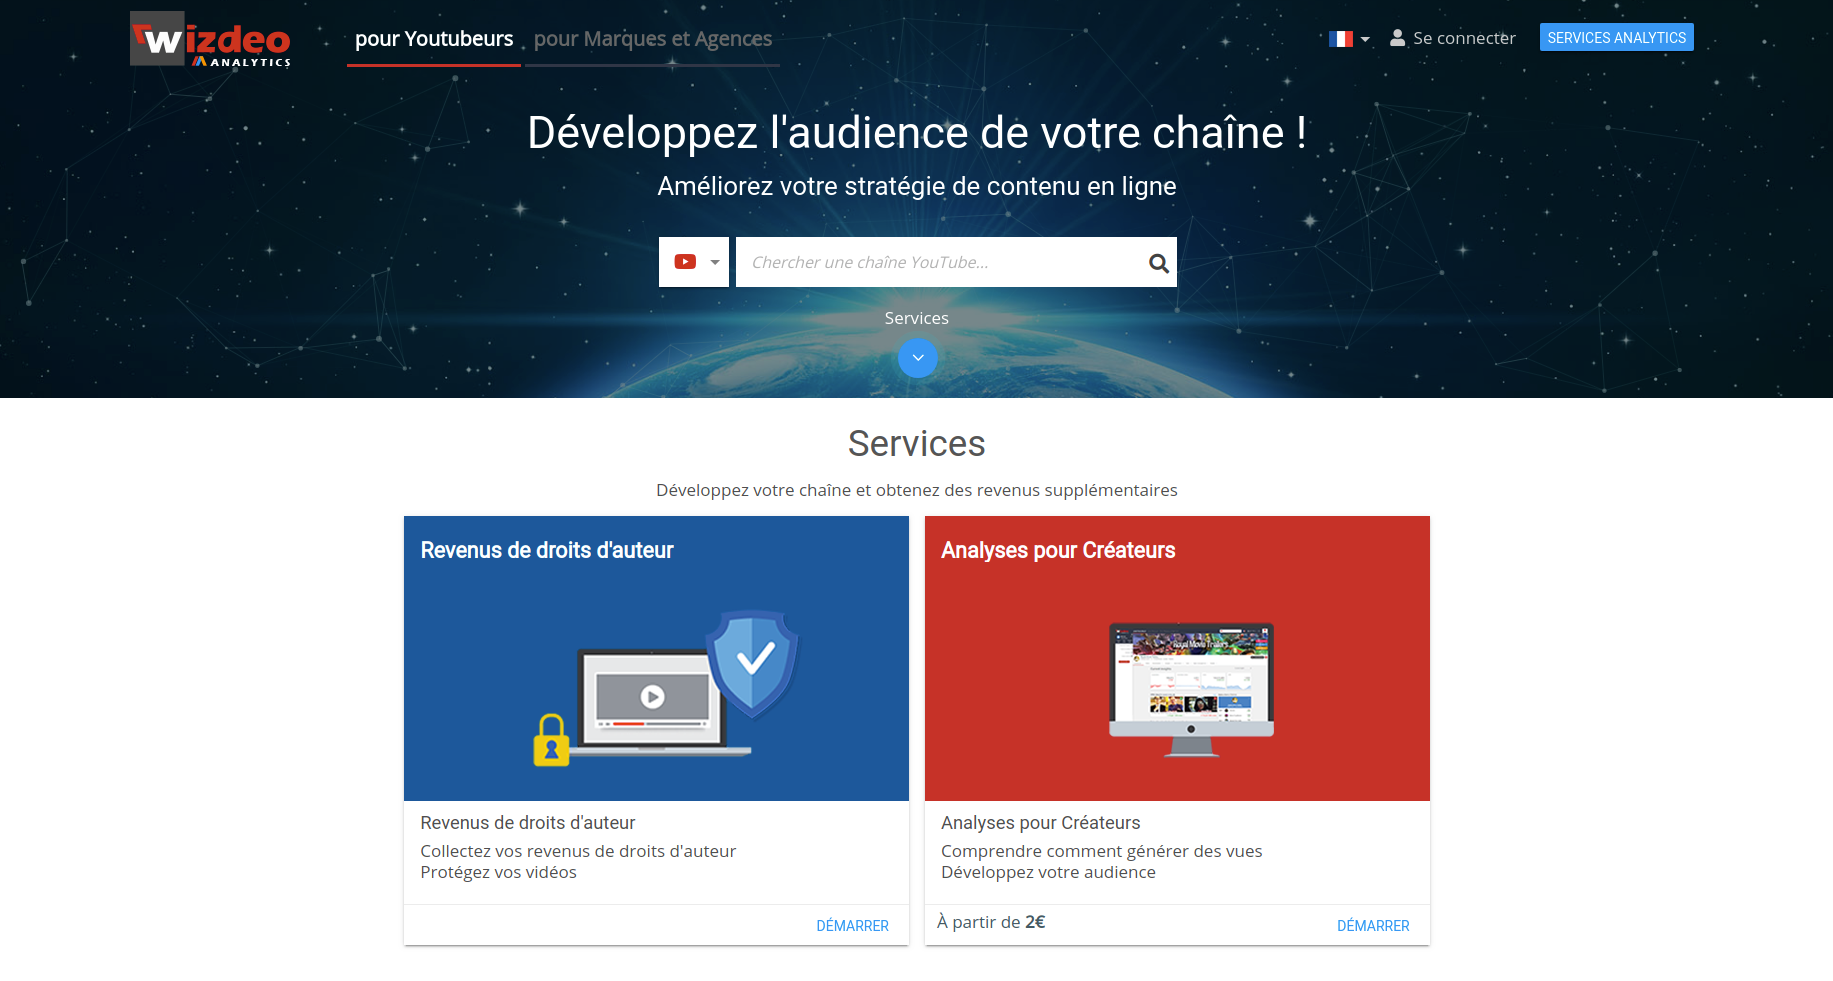 Wizdeo
ANALYTICS
pour Youtubeurs
pour Marques et Agences
Se connecter
SERVICES ANALYTICS
Développez l'audience de votre chaîne !
Améliorez votre stratégie de contenu en ligne
Chercher une chaîne YouTube...
Services
Services
Développez votre chaîne et obtenez des revenus supplémentaires
Revenus de droits d'auteur
Analyses pour Créateurs
Royal Movie Trailers
Revenus de droits d'auteur
Collectez vos revenus de droits d'auteur
Protégez vos vidéos
DÉMARRER
Analyses pour Créateurs
Comprendre comment générer des vues
Développez votre audience
À partir de 2€
DÉMARRER